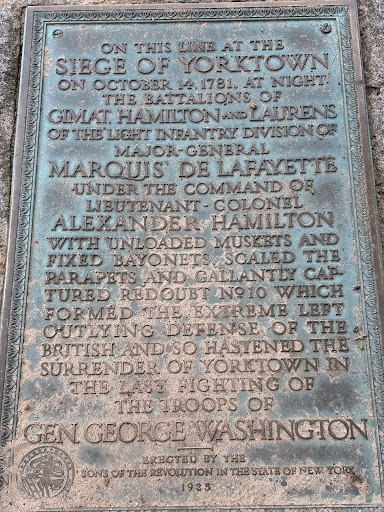 ON THIS LINE AT THE
SIEGE OF YORKTOWN
ON OCTOBER 14, 1781, AT NIGHT
THE BATTALIONS OF
GIMAT, HAMILTON AND LAURENS
OF THE LIGHT INFANTRY DIVISION OF
MAJOR-GENERAL
MARQUIS DE LAFAYETTE
UNDER THE COMMAND OF
LIEUTENANT-COLONEL
ALEXANDER HAMILTON
WITH UNLOADED MUSKETS AND
FIXED BAYONETS, SCALED THE
PARAPETS AND GALLANTLY CAP-
TURED REDOUBT No 10 WHICH
FORMED THE EXTREME LEFT
OUTLYING DEFENSE OF THE
BRITISH AND SO HASTENED THE
SURRENDER OF YORKTOWN IN
THE LAST FIGHTING OF
THE TROOPS OF
GEN. GEORGE WASHINGTON
ERECTED BY THE
SONS OF THE REVOLUTION IN THE STATE OF NEW YORK
1925